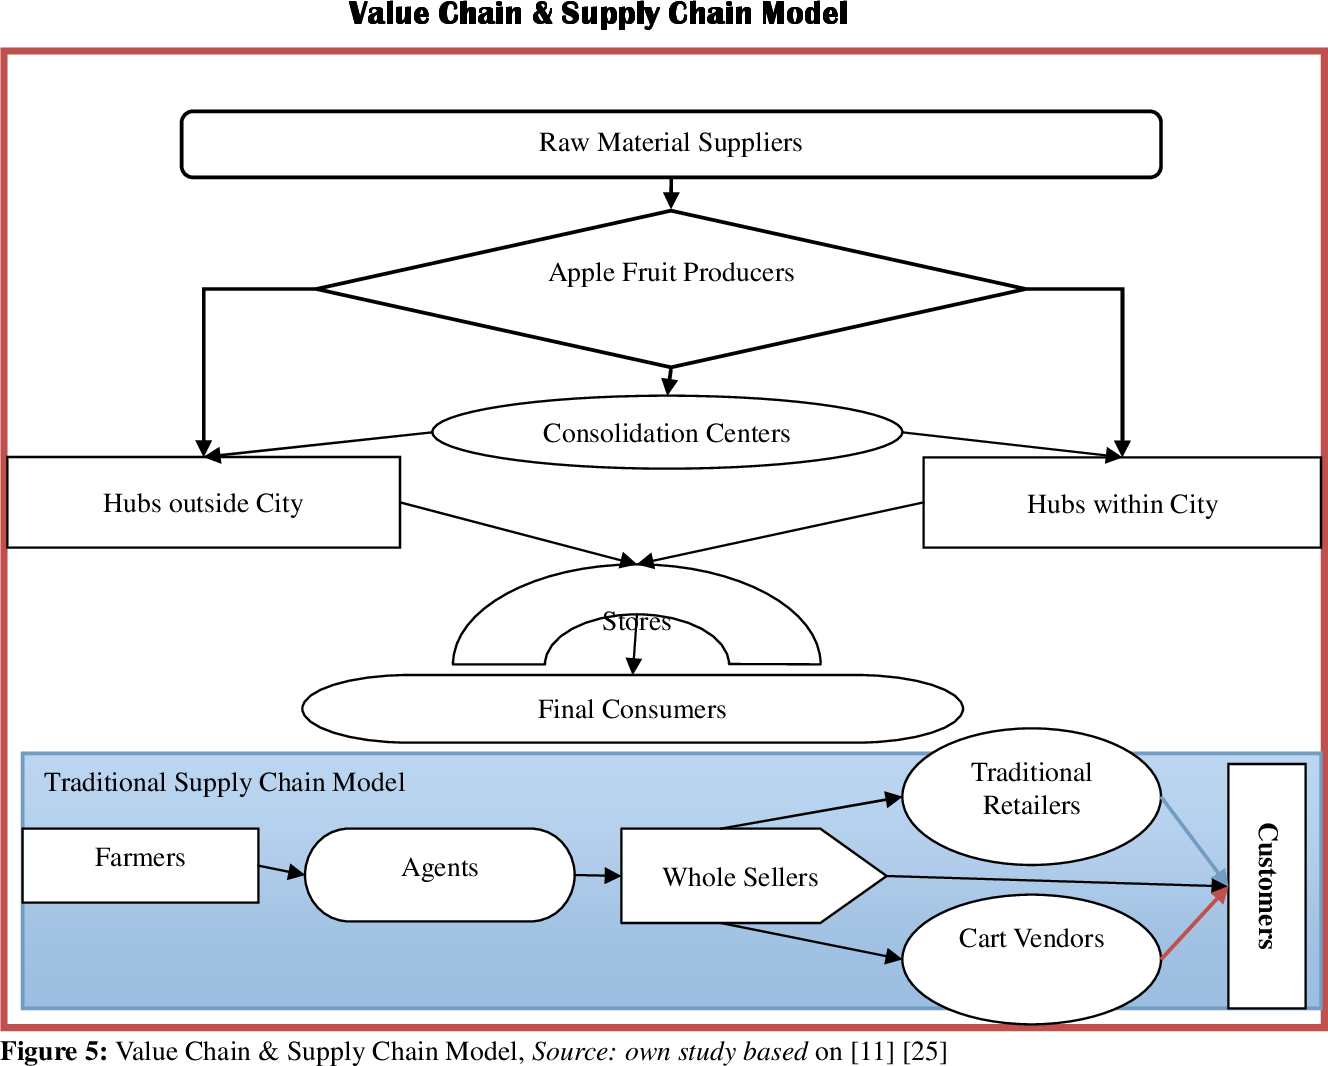 Value Chain & Supply Chain Model
Raw Material Suppliers
Apple Fruit Producers
Consolidation Centers
Hubs outside City
Hubs within City
Stores
Final Consumers
Traditional Supply Chain Model
Traditional
Retailers
Farmers
Agents
Whole Sellers
Cart Vendors
Customers
Figure 5: Value Chain & Supply Chain Model, Source: own study based on [11] [25]